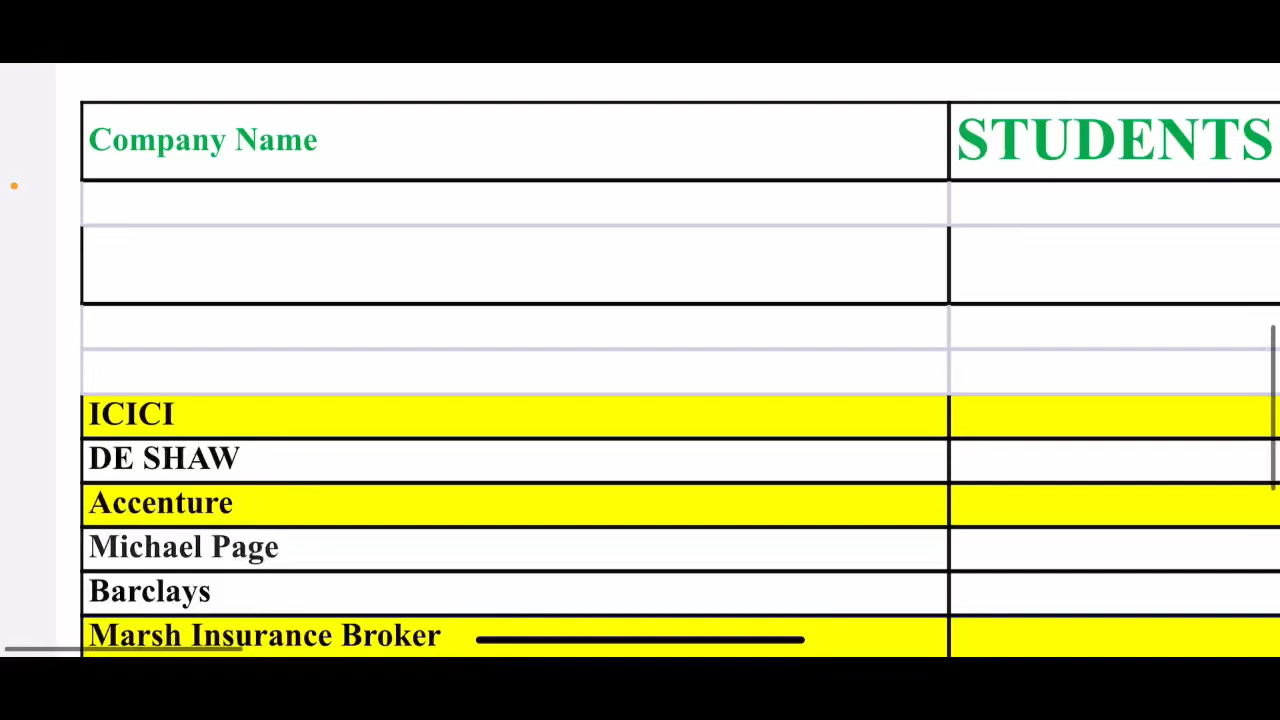 Company Name
STUDENTS
ICICI
DE SHAW
Accenture
Michael Page
Barclays
Marsh Insurance Broker